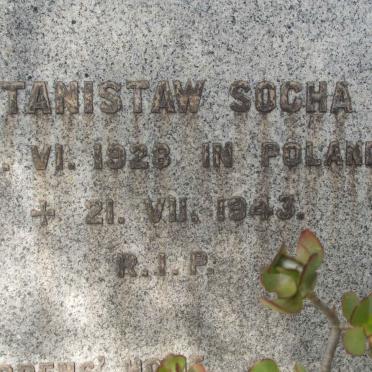 TANISTAW SOCHA
. VI. 1928 IN POLAN
+ 21. VII. 1943.
R.I.P.